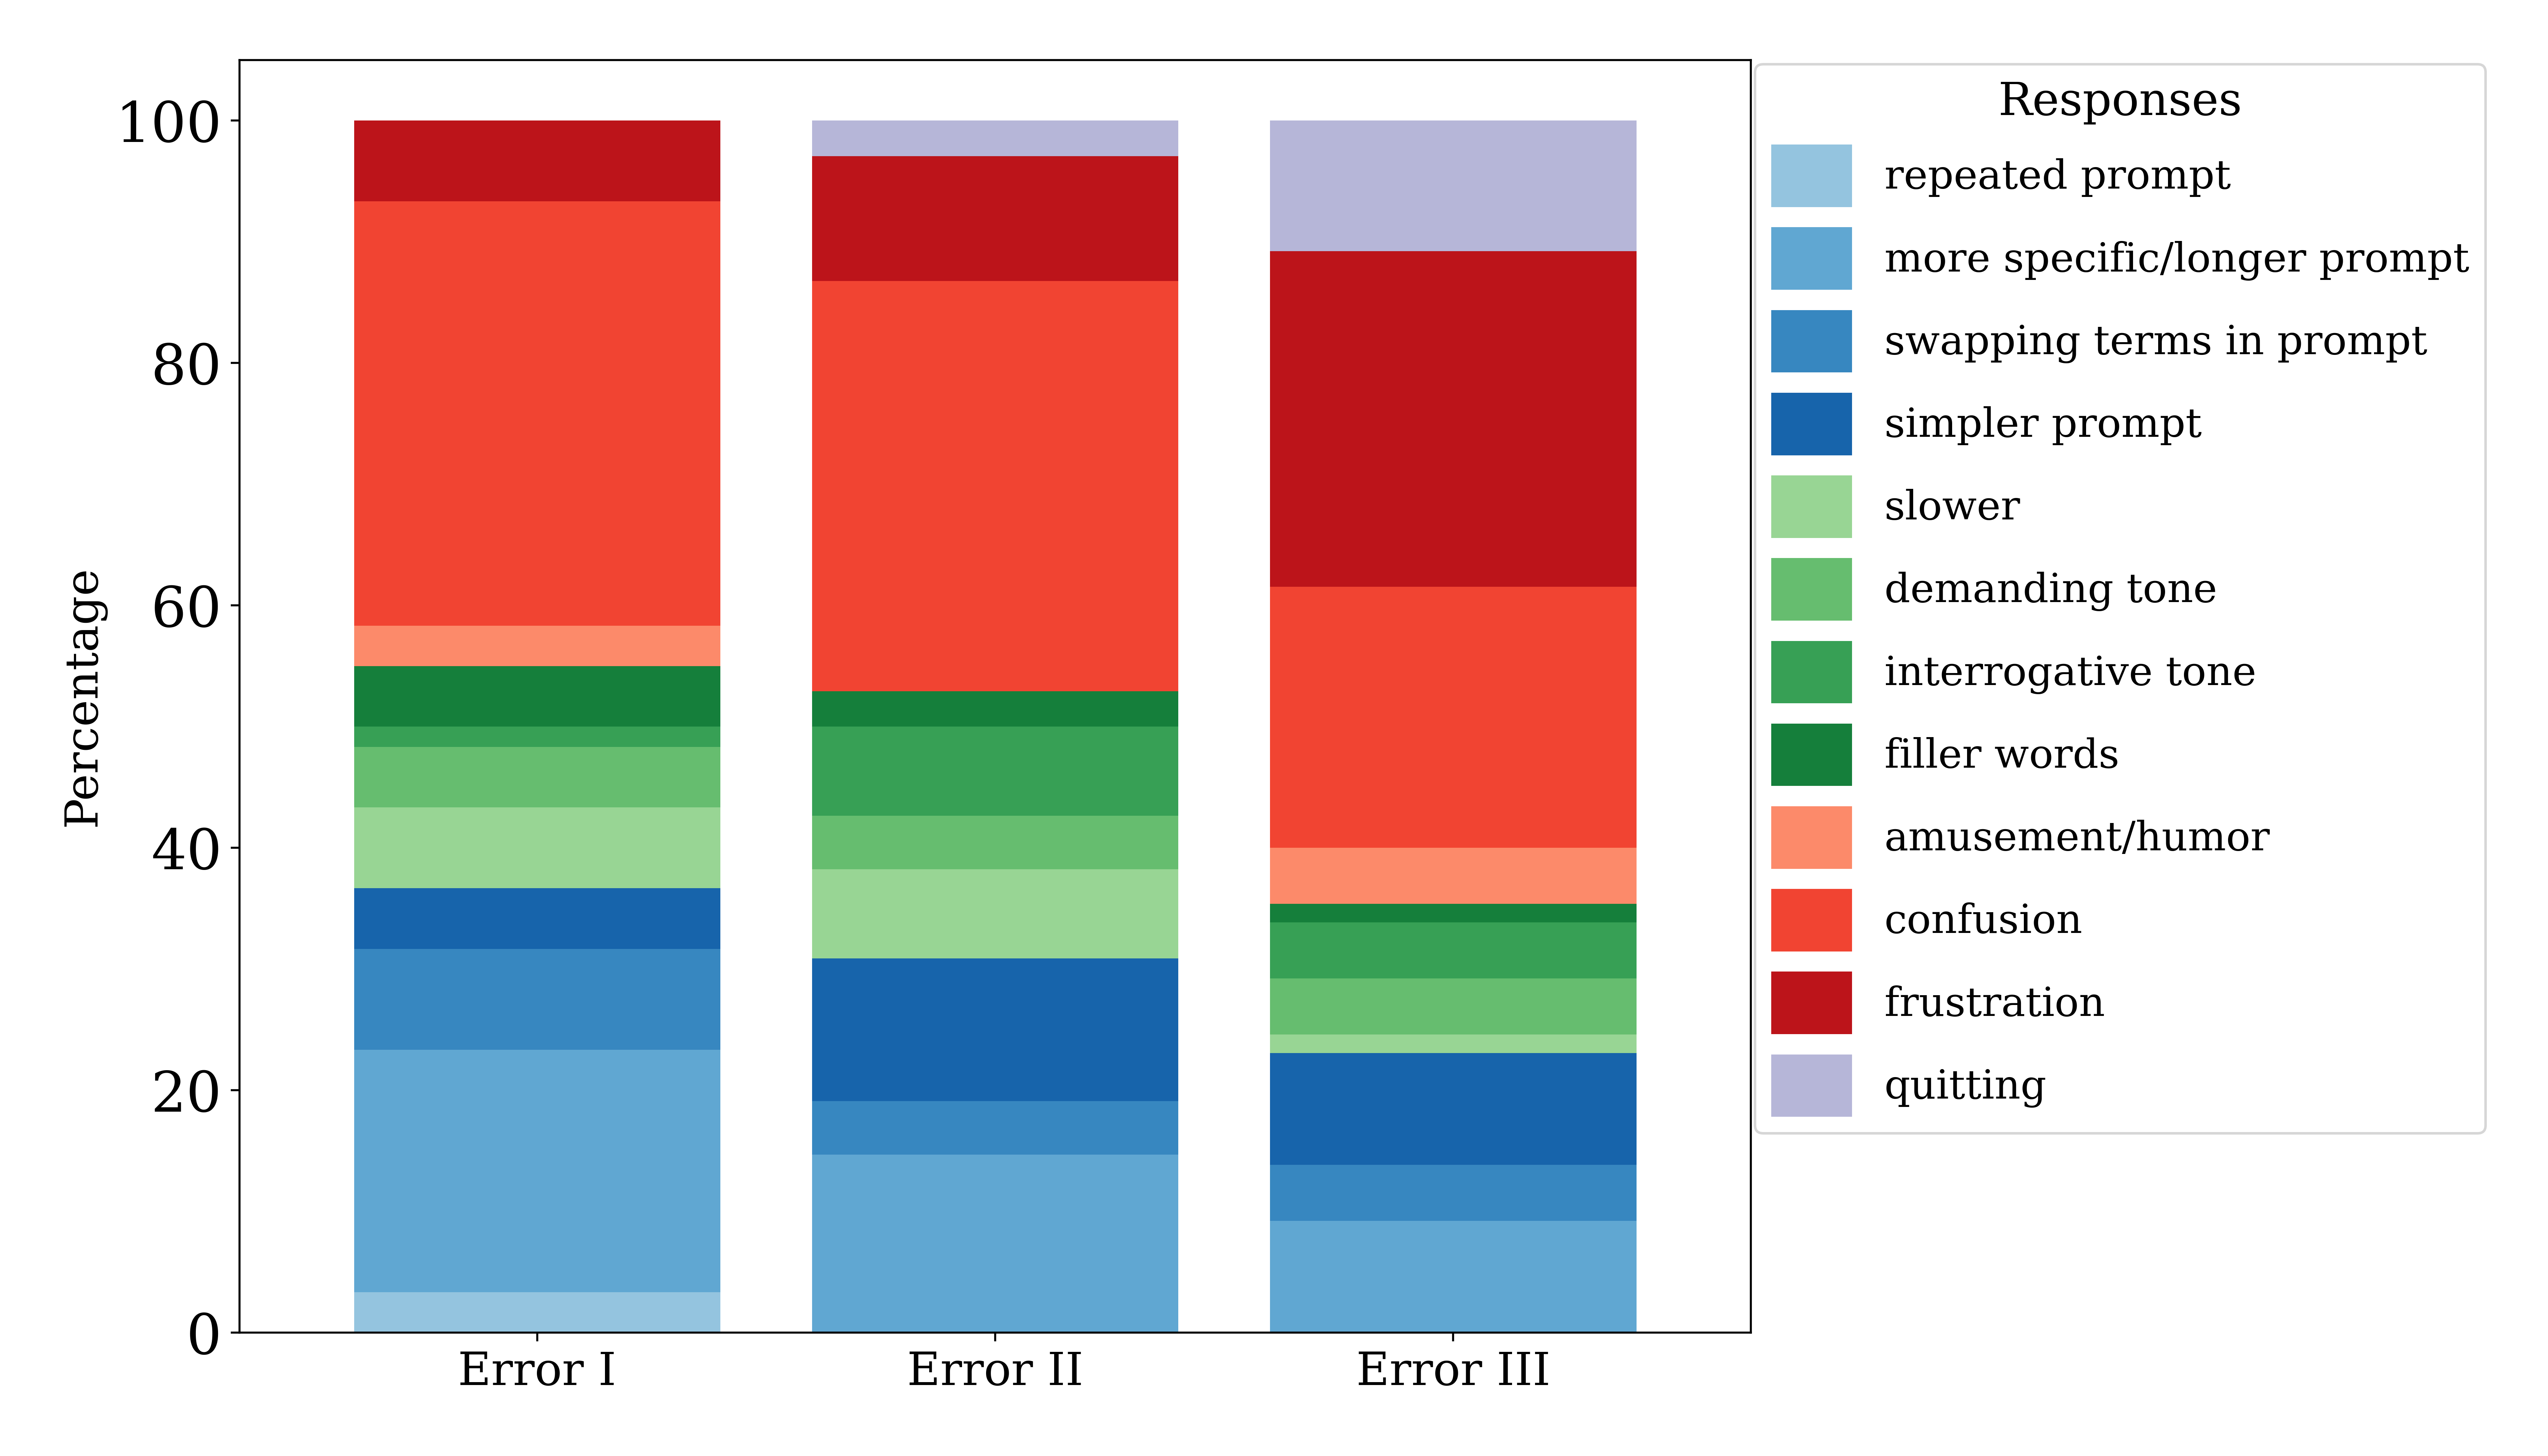 100
80
60
40
20
0
Percentage
Error I
Error II
Error III
Responses
repeated prompt
more specific/longer prompt
swapping terms in prompt
simpler prompt
slower
demanding tone
interrogative tone
filler words
amusement/humor
confusion
frustration
quitting